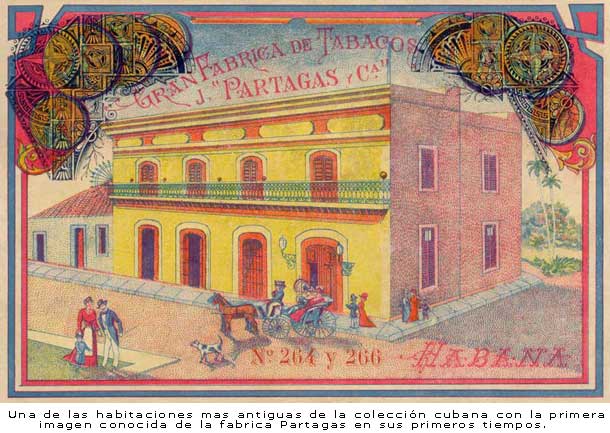 GRAN FABRICA DE TABACOS
J. "PARTAGAS Y Cª"
Nº 264 Y 266
HABANA
Una de las habitaciones mas antiguas de la colección cubana con la primera
imagen conocida de la fabrica Partagas en sus primeros tiempos.